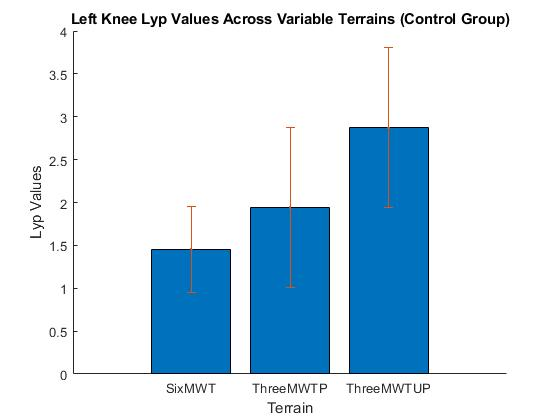 Left Knee Lyp Values Across Variable Terrains (Control Group)
4
3.5
3
2.5
2
1.5
1
0.5
0
Lyp Values
SixMWT
ThreeMWTP
ThreeMWTUP
Terrain